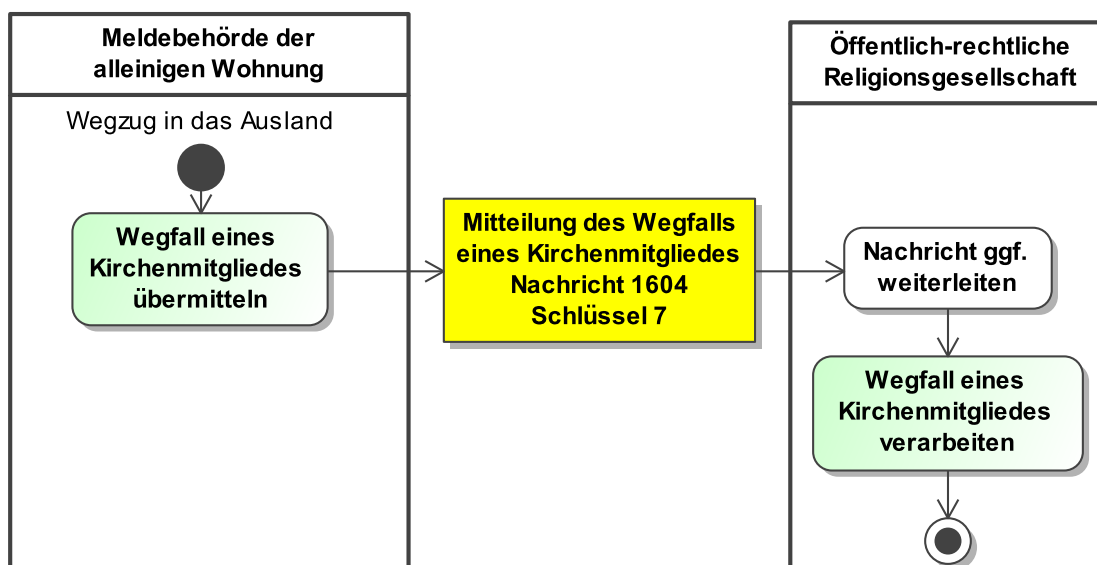 Meldebehörde der
alleinigen Wohnung
Wegzug in das Ausland
Wegfall eines
Kirchenmitgliedes
übermitteln
Mitteilung des Wegfalls
eines Kirchenmitgliedes
Nachricht 1604
Schlüssel 7
Öffentlich-rechtliche
Religionsgesellschaft
Nachricht ggf.
weiterleiten
Wegfall eines
Kirchenmitgliedes
verarbeiten